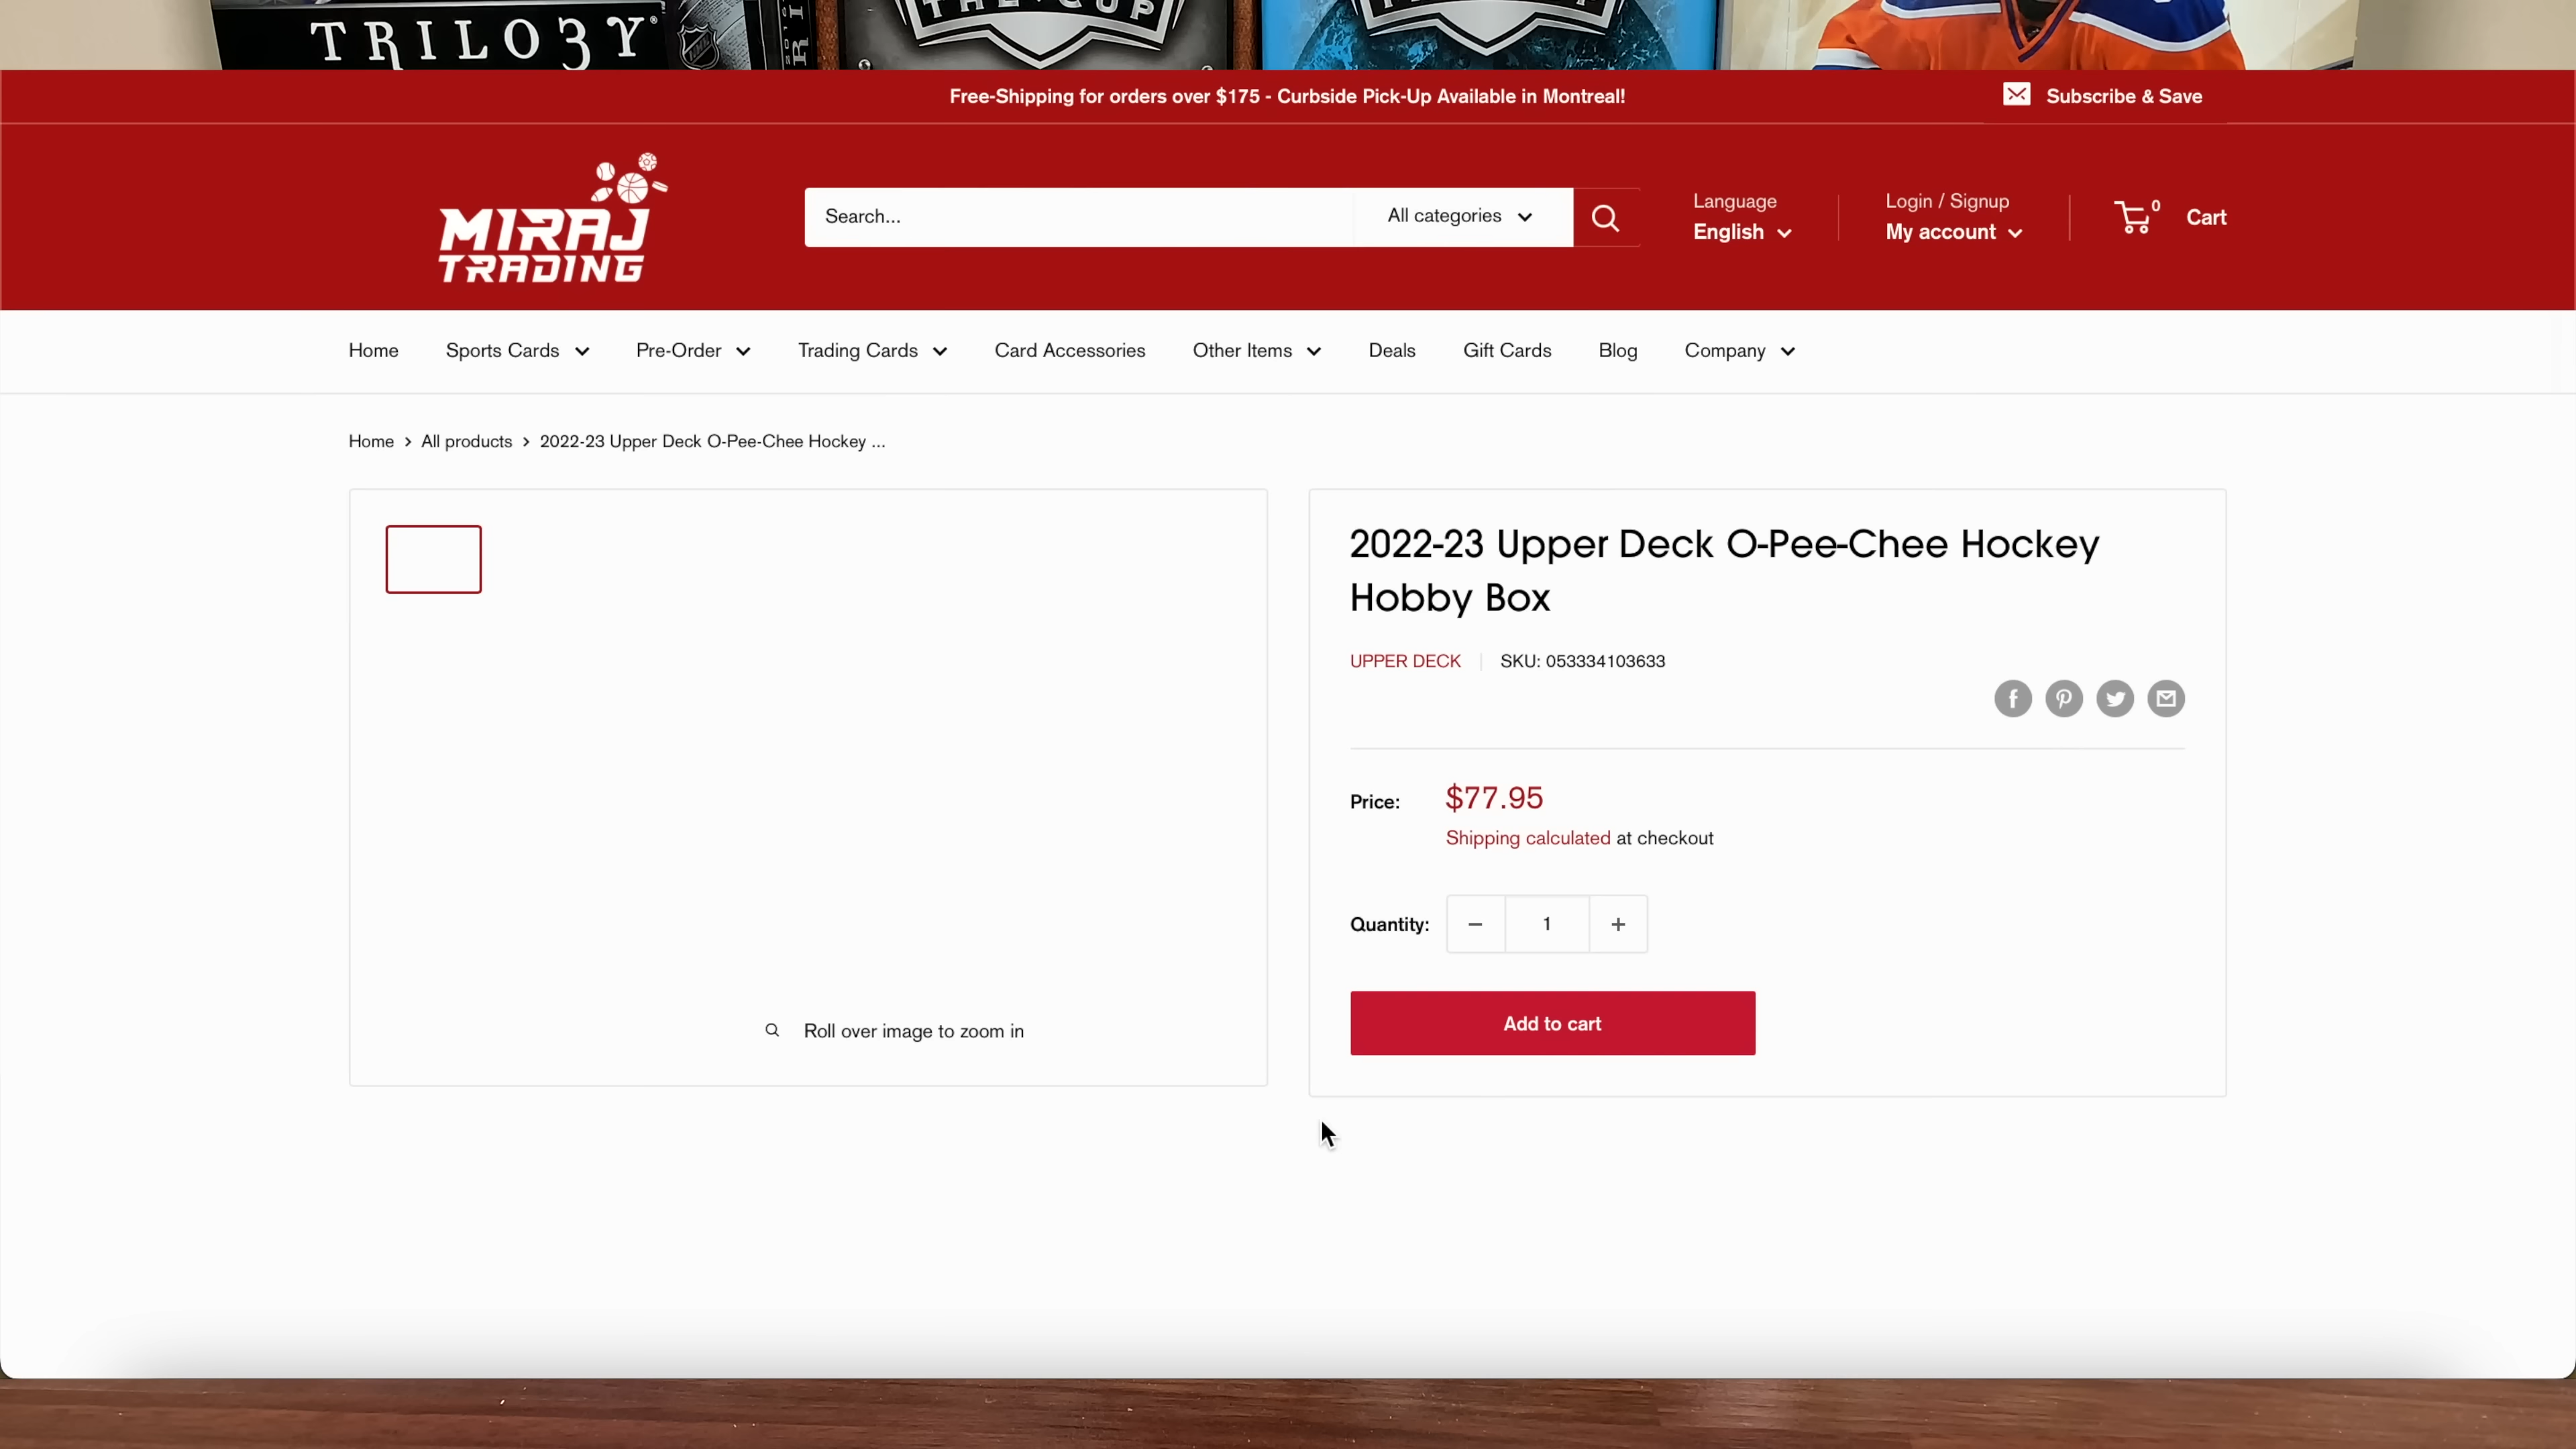 TRILO3Y
THE CUP
Free-Shipping for orders over $175 - Curbside Pick-Up Available in Montreal!
Subscribe & Save
MIRAJ
TRADING
Search...
All categories
Language
English
Login / Signup
My account
0
Cart
Home
Sports Cards
Pre-Order
Trading Cards
Card Accessories
Other Items
Deals
Gift Cards
Blog
Company
Home > All products > 2022-23 Upper Deck O-Pee-Chee Hockey ...
2022-23 Upper Deck O-Pee-Chee Hockey
Hobby Box
UPPER DECK
SKU: 053334103633
Price:
$77.95
Shipping calculated at checkout
Quantity:
1
Add to cart
Roll over image to zoom in